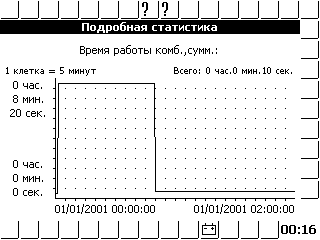 ? ?
Подробная статистика
Время работы комб.,сумм.:
1 клетка = 5 минут
Всего: 0 час.0 мин.10 сек.
0 час.
8 мин.
20 сек.
0 час.
0 мин.
0 сек.
01/01/2001 00:00:00
01/01/2001 02:00:00
00:16